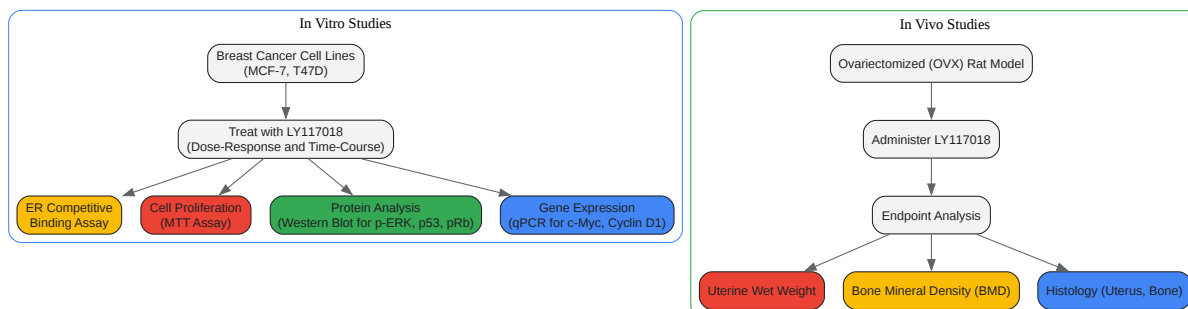 In Vitro Studies
Breast Cancer Cell Lines
(MCF-7, T47D)
Treat with LY117018
(Dose-Response and Time-Course)
ER Competitive
Binding Assay
Cell Proliferation
(MTT Assay)
Protein Analysis
(Western Blot for p-ERK, p53, pRb)
Gene Expression
(qPCR for c-Myc, Cyclin D1)
In Vivo Studies
Ovariectomized (OVX) Rat Model
Administer LY117018
Endpoint Analysis
Uterine Wet Weight
Bone Mineral Density (BMD)
Histology (Uterus, Bone)